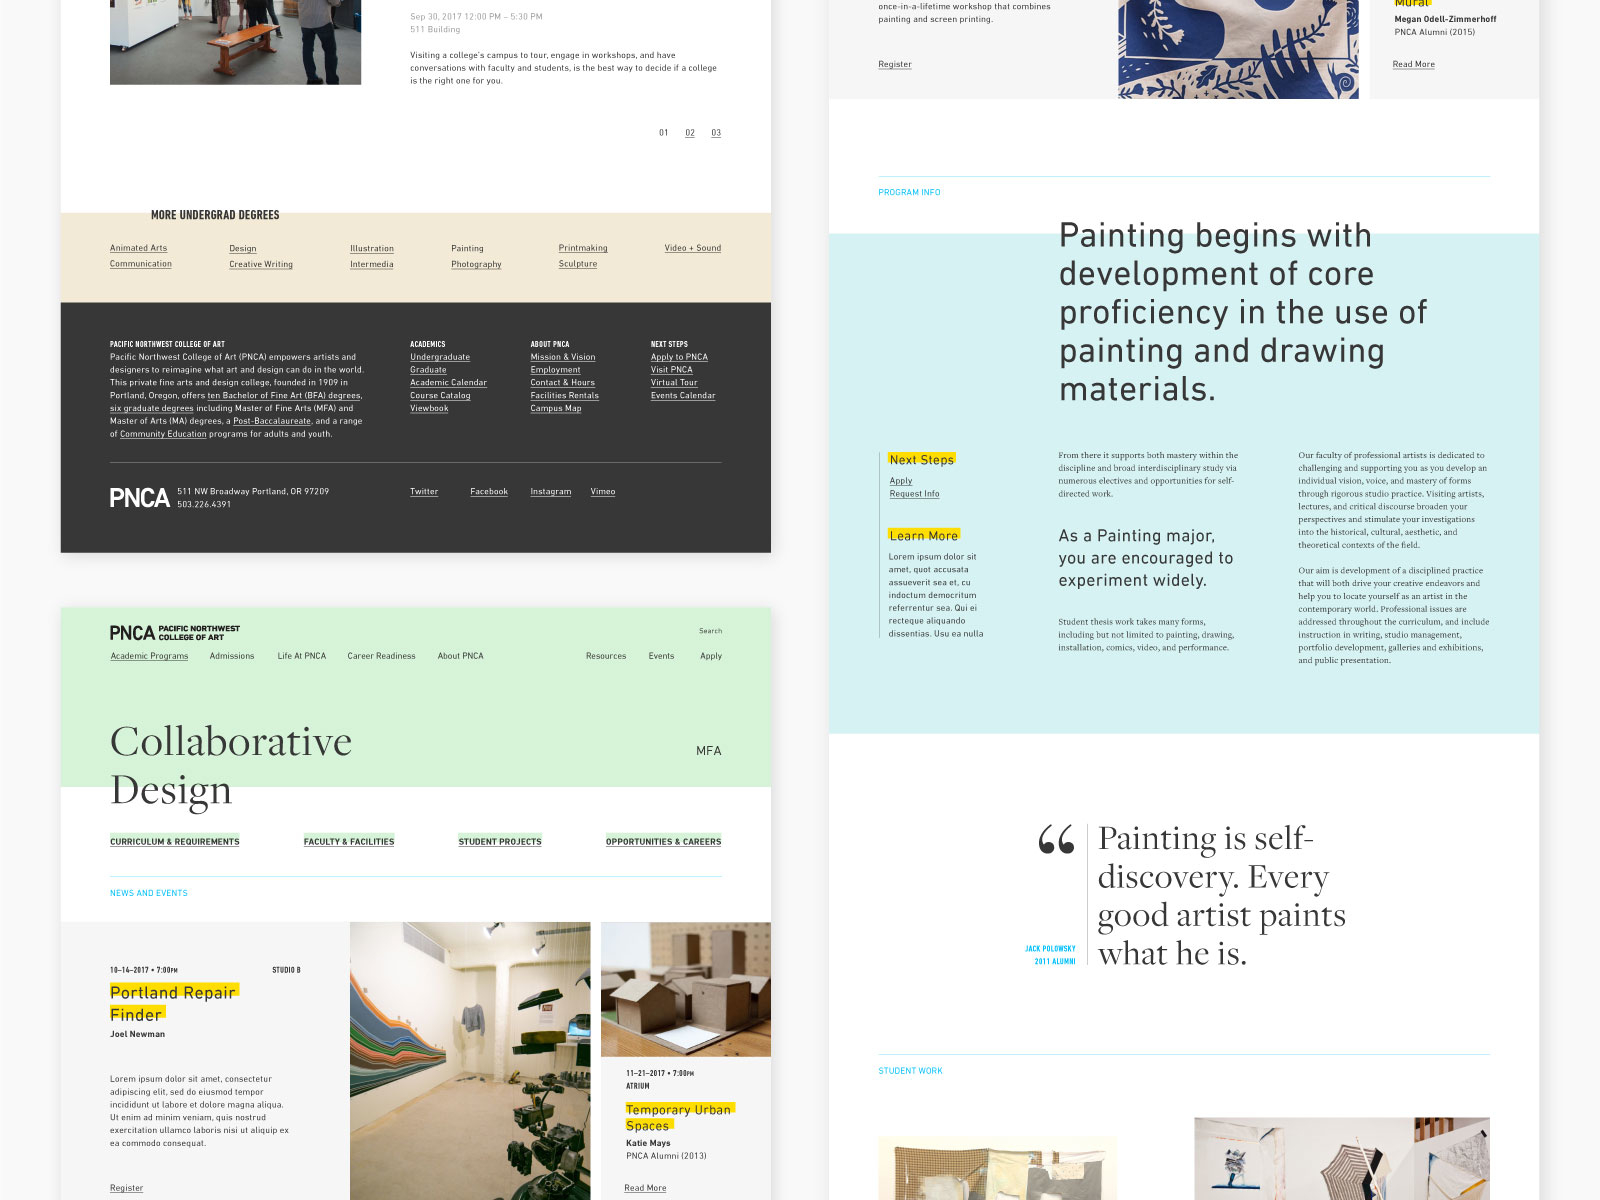 Sep 30, 2017 12:00 PM – 5:30 PM
511 Building
Visiting a college's campus to tour, engage in workshops, and have
conversations with faculty and students, is the best way to decide if a college
is the right one for you.
01 02 03
MORE UNDERGRAD DEGREES
Animated Arts Design Illustration Painting Printmaking Video + Sound
Communication Creative Writing Intermedia Photography Sculpture
PACIFIC NORTHWEST COLLEGE OF ART
Pacific Northwest College of Art (PNCA) empowers artists and
designers to reimagine what art and design can do in the world.
This private fine arts and design college, founded in 1909 in
Portland, Oregon, offers ten Bachelor of Fine Art (BFA) degrees,
six graduate degrees including Master of Fine Arts (MFA) and
Master of Arts (MA) degrees, a Post-Baccalaureate, and a range
of Community Education programs for adults and youth.
ACADEMICS
Undergraduate
Graduate
Academic Calendar
Course Catalog
Viewbook
ABOUT PNCA
Mission & Vision
Employment
Contact & Hours
Facilities Rentals
Campus Map
NEXT STEPS
Apply to PNCA
Visit PNCA
Virtual Tour
Events Calendar
PNCA
511 NW Broadway Portland, OR 97209
503.226.4391
Twitter Facebook Instagram Vimeo
PNCA PACIFIC NORTHWEST
COLLEGE OF ART
Search
Academic Programs Admissions Life At PNCA Career Readiness About PNCA Resources Events Apply
Collaborative
Design
MFA
CURRICULUM & REQUIREMENTS FACULTY & FACILITIES STUDENT PROJECTS OPPORTUNITIES & CAREERS
NEWS AND EVENTS
10–14–2017 • 7:00PM STUDIO B
Portland Repair
Finder
Joel Newman
Lorem ipsum dolor sit amet, consectetur
adipiscing elit, sed do eiusmod tempor
incididunt ut labore et dolore magna aliqua.
Ut enim ad minim veniam, quis nostrud
exercitation ullamco laboris nisi ut aliquip ex
ea commodo consequat.
Register
11–21–2017 • 7:00PM
ATRIUM
Temporary Urban
Spaces
Katie Mays
PNCA Alumni (2013)
Read More
once-in-a-lifetime workshop that combines
painting and screen printing.
Register
Mural
Megan Odell-Zimmerhoff
PNCA Alumni (2015)
Read More
PROGRAM INFO
Painting begins with
development of core
proficiency in the use of
painting and drawing
materials.
Next Steps
Apply
Request Info
Learn More
Lorem ipsum dolor sit
amet, quot accusata
assueverit sea et, cu
indoctum democritum
referrentur sea. Qui ei
recteque aliquando
dissentias. Usu ea nulla
From there it supports both mastery within the
discipline and broad interdisciplinary study via
numerous electives and opportunities for self-
directed work.
As a Painting major,
you are encouraged to
experiment widely.
Student thesis work takes many forms,
including but not limited to painting, drawing,
installation, comics, video, and performance.
Our faculty of professional artists is dedicated to
challenging and supporting you as you develop an
individual vision, voice, and mastery of forms
through rigorous studio practice. Visiting artists,
lectures, and critical discourse broaden your
perspectives and stimulate your investigations
into the historical, cultural, aesthetic, and
theoretical contexts of the field.
Our aim is development of a disciplined practice
that will both drive your creative endeavors and
help you to locate yourself as an artist in the
contemporary world. Professional issues are
addressed throughout the curriculum, and include
instruction in writing, studio management,
portfolio development, galleries and exhibitions,
and public presentation.
“ Painting is self-
discovery. Every
good artist paints
what he is.
JACK POLOWSKY
2011 ALUMNI
STUDENT WORK